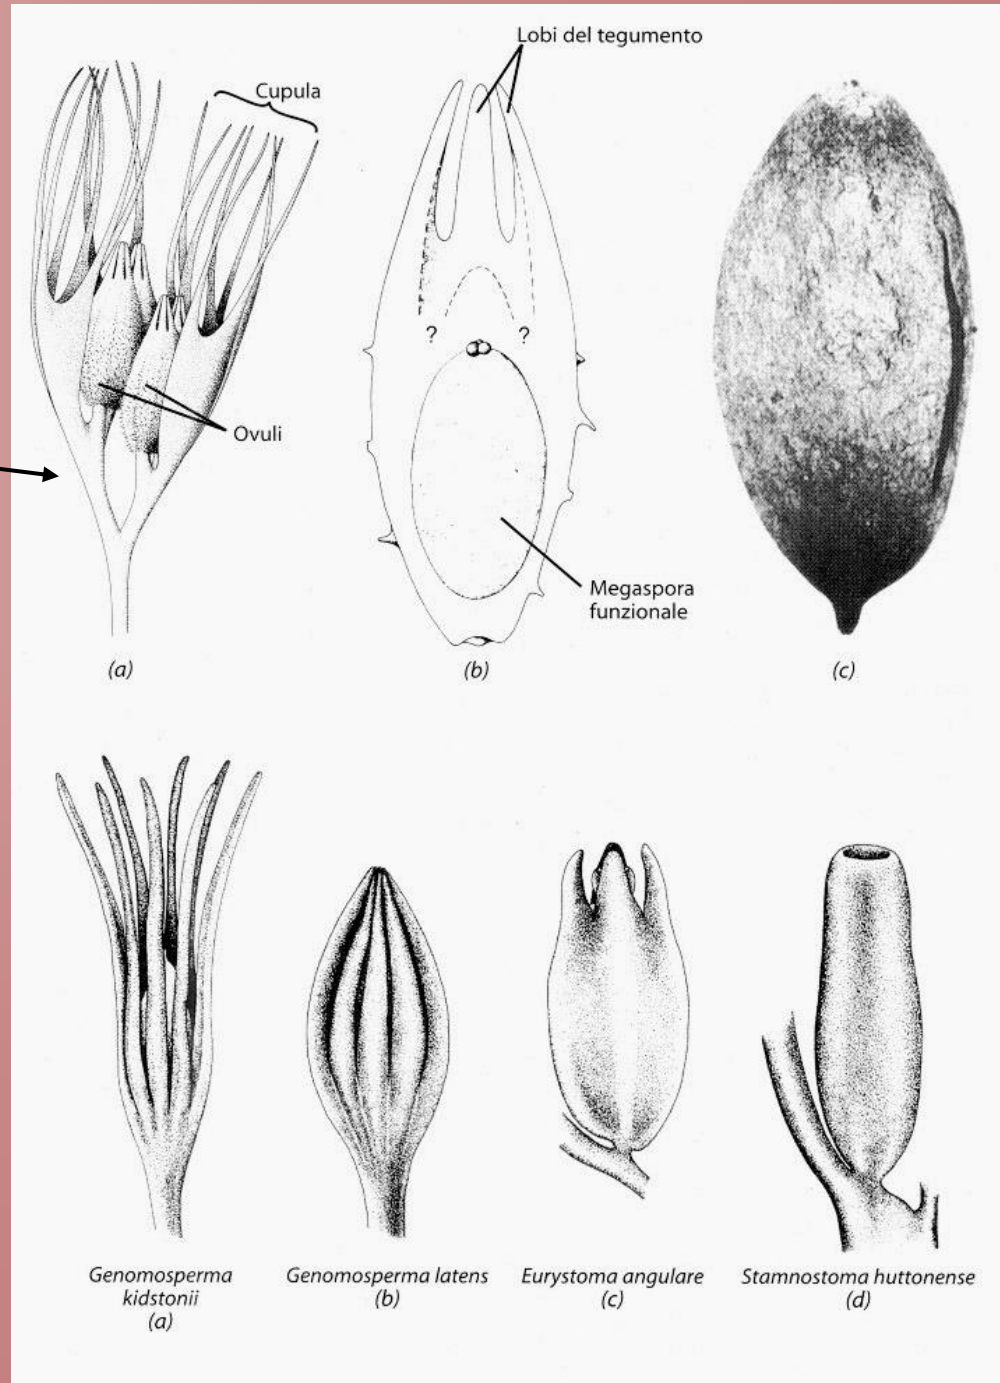 Lobi del tegumento
Cupula
? ?
Ovuli
Megaspora
funzionale
(a) (b) (c)
Genomosperma
kidstonii
(a)
Genomosperma latens
(b)
Eurystoma angulare
(c)
Stamnostoma huttonense
(d)